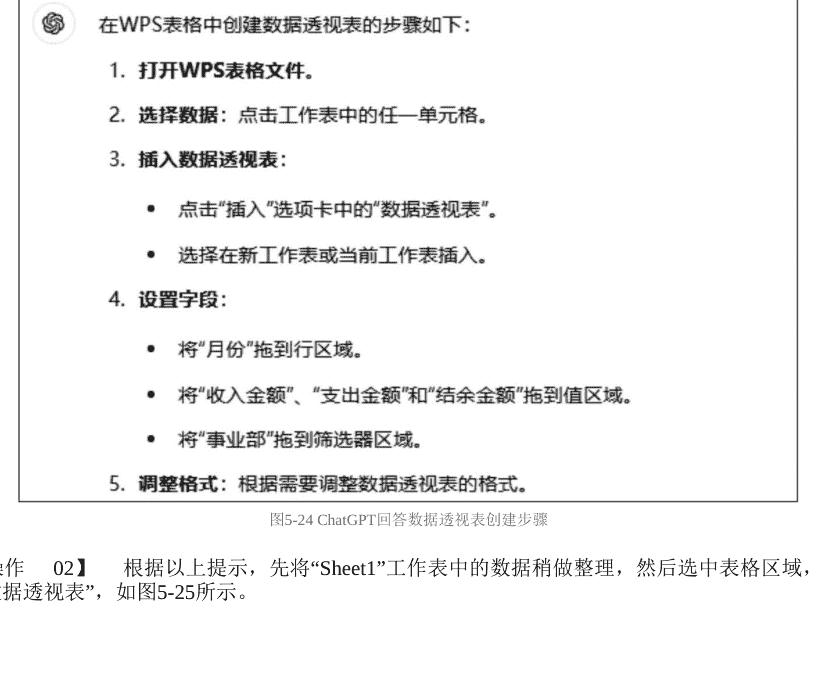 在WPS表格中创建数据透视表的步骤如下：
1. 打开WPS表格文件。
2. 选择数据：点击工作表中的任一单元格。
3. 插入数据透视表：
• 点击“插入”选项卡中的“数据透视表”。
• 选择在新工作表或当前工作表插入。
4. 设置字段：
• 将“月份”拖到行区域。
• 将“收入金额”、“支出金额”和“结余金额”拖到值区域。
• 将“事业部”拖到筛选器区域。
5. 调整格式：根据需要调整数据透视表的格式。
图5-24 ChatGPT回答数据透视表创建步骤
作 02】 根据以上提示，先将“Sheet1”工作表中的数据稍做整理，然后选中表格区域，
据透视表”，如图5-25所示。